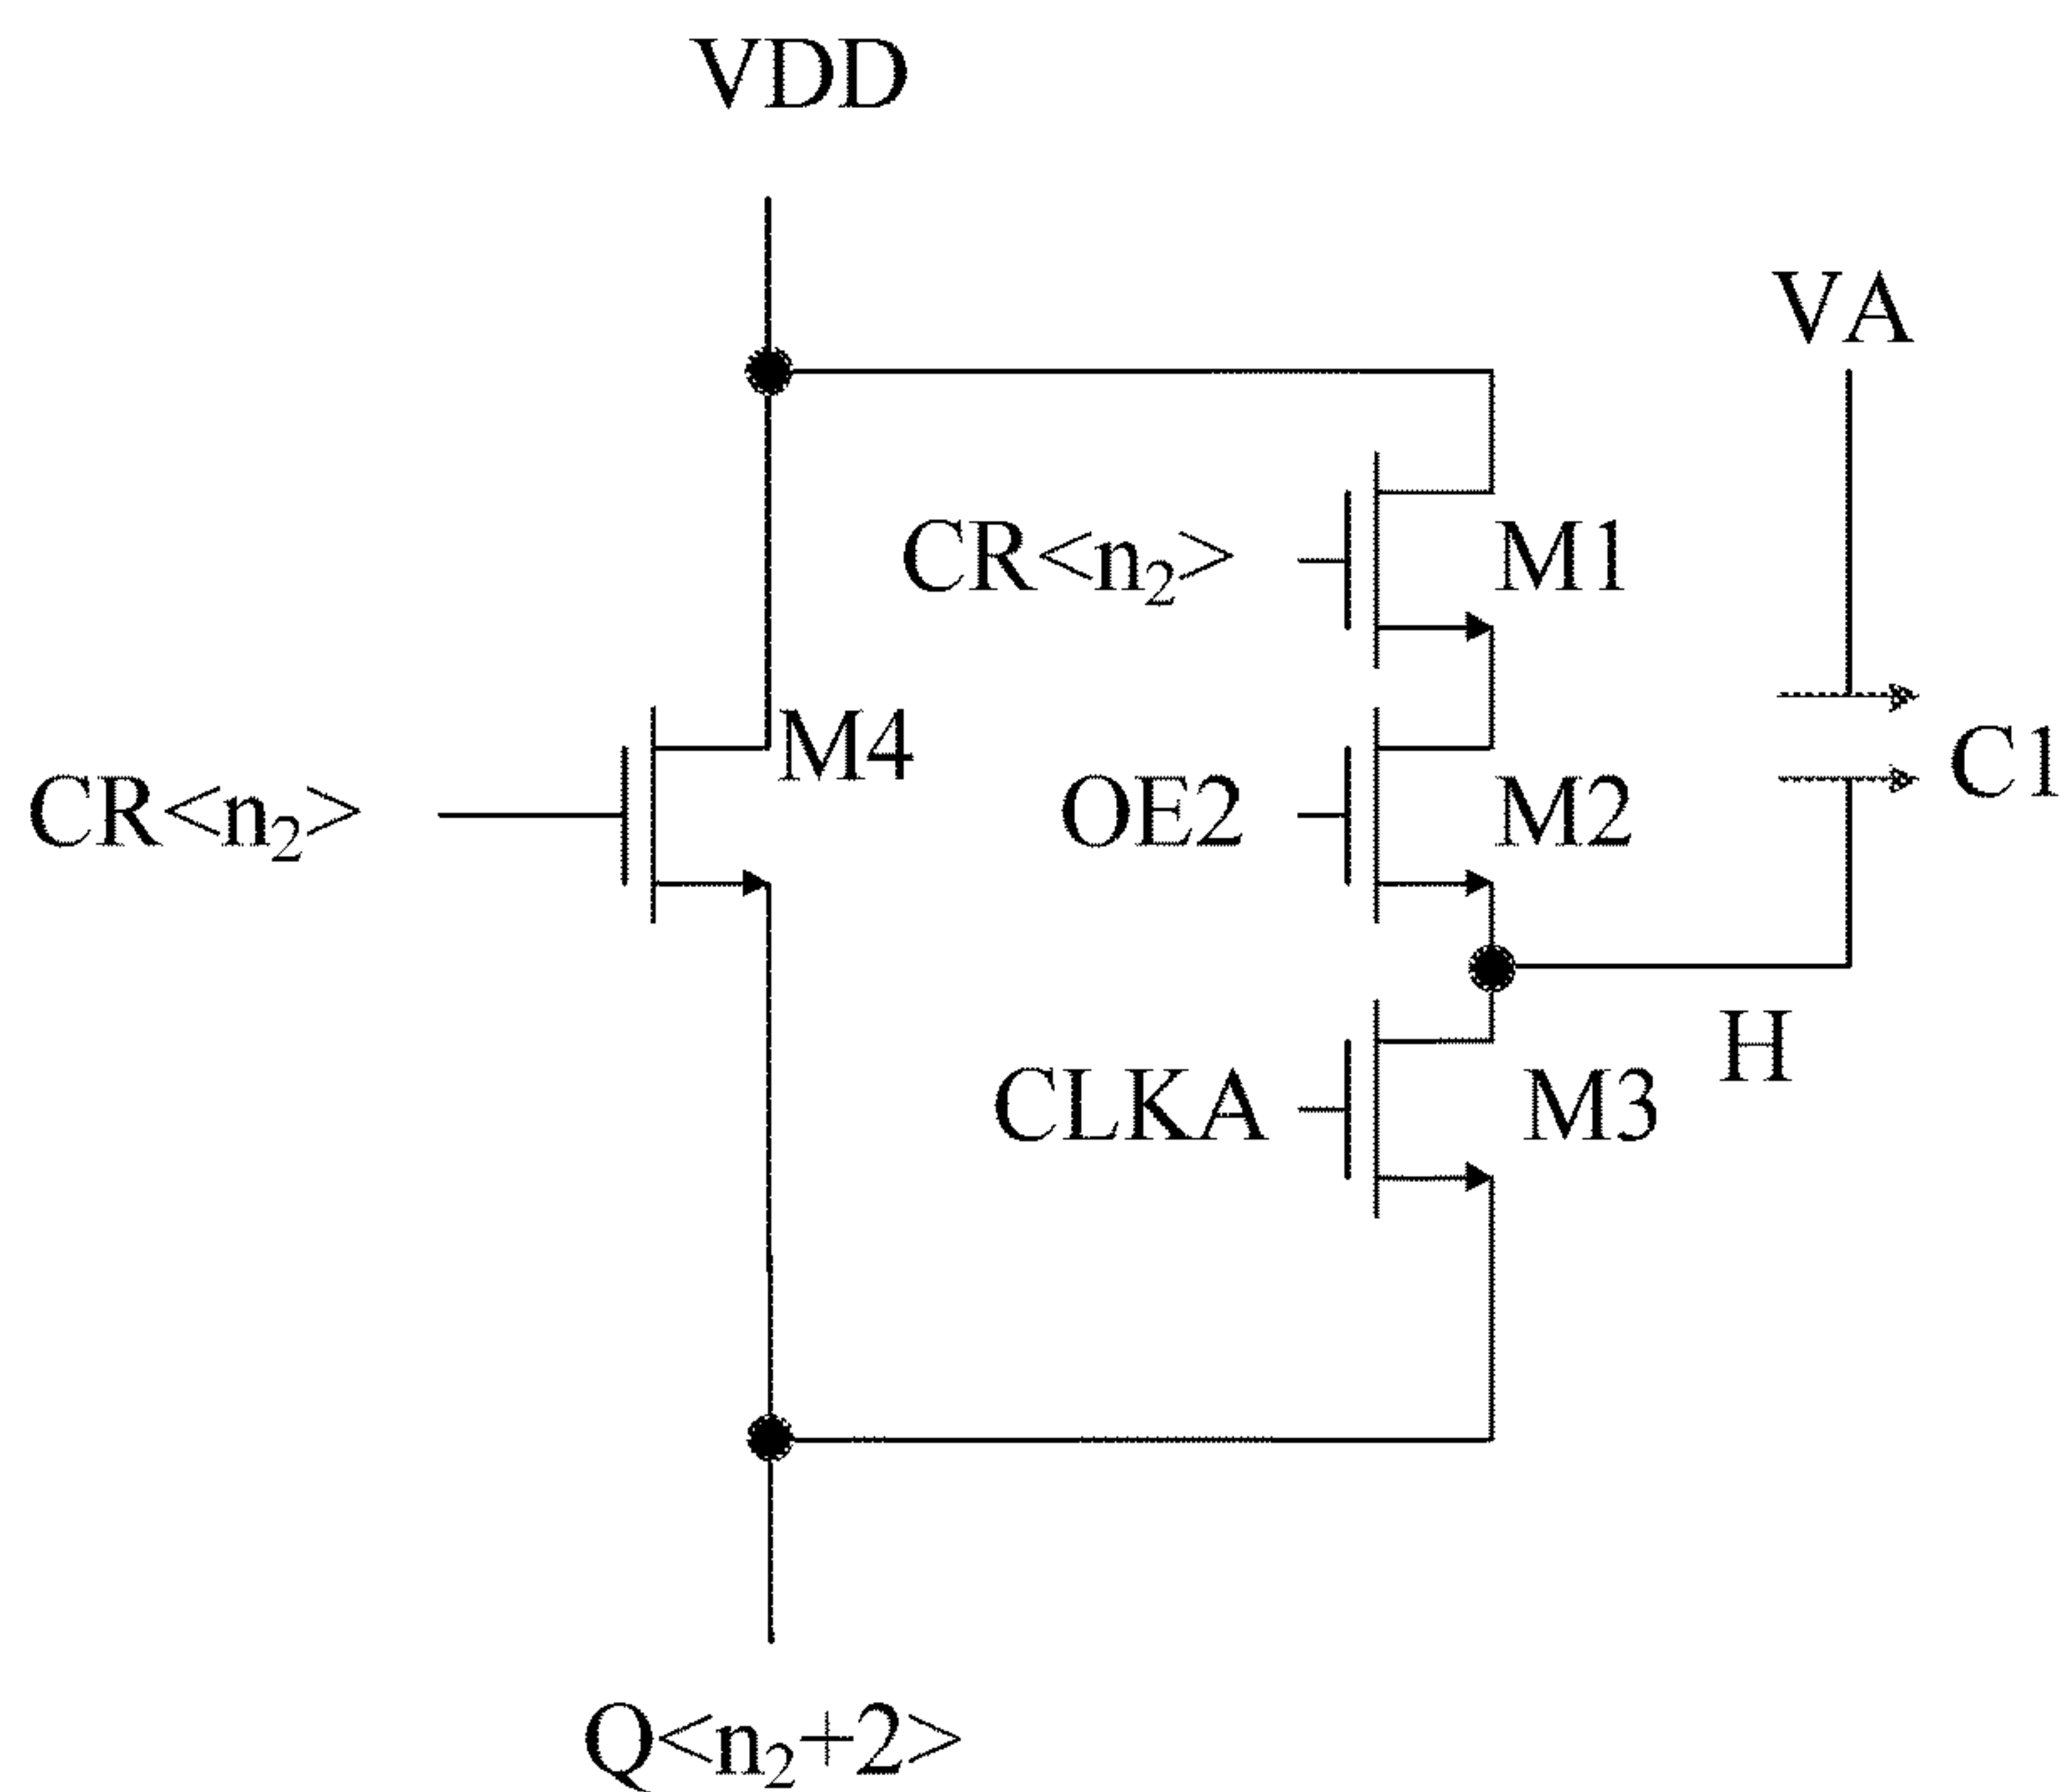 VDD
VA
CR<n₂>
M1
M4
C1
CR<n₂>
OE2
M2
H
CLKA
M3
Q<n₂+2>